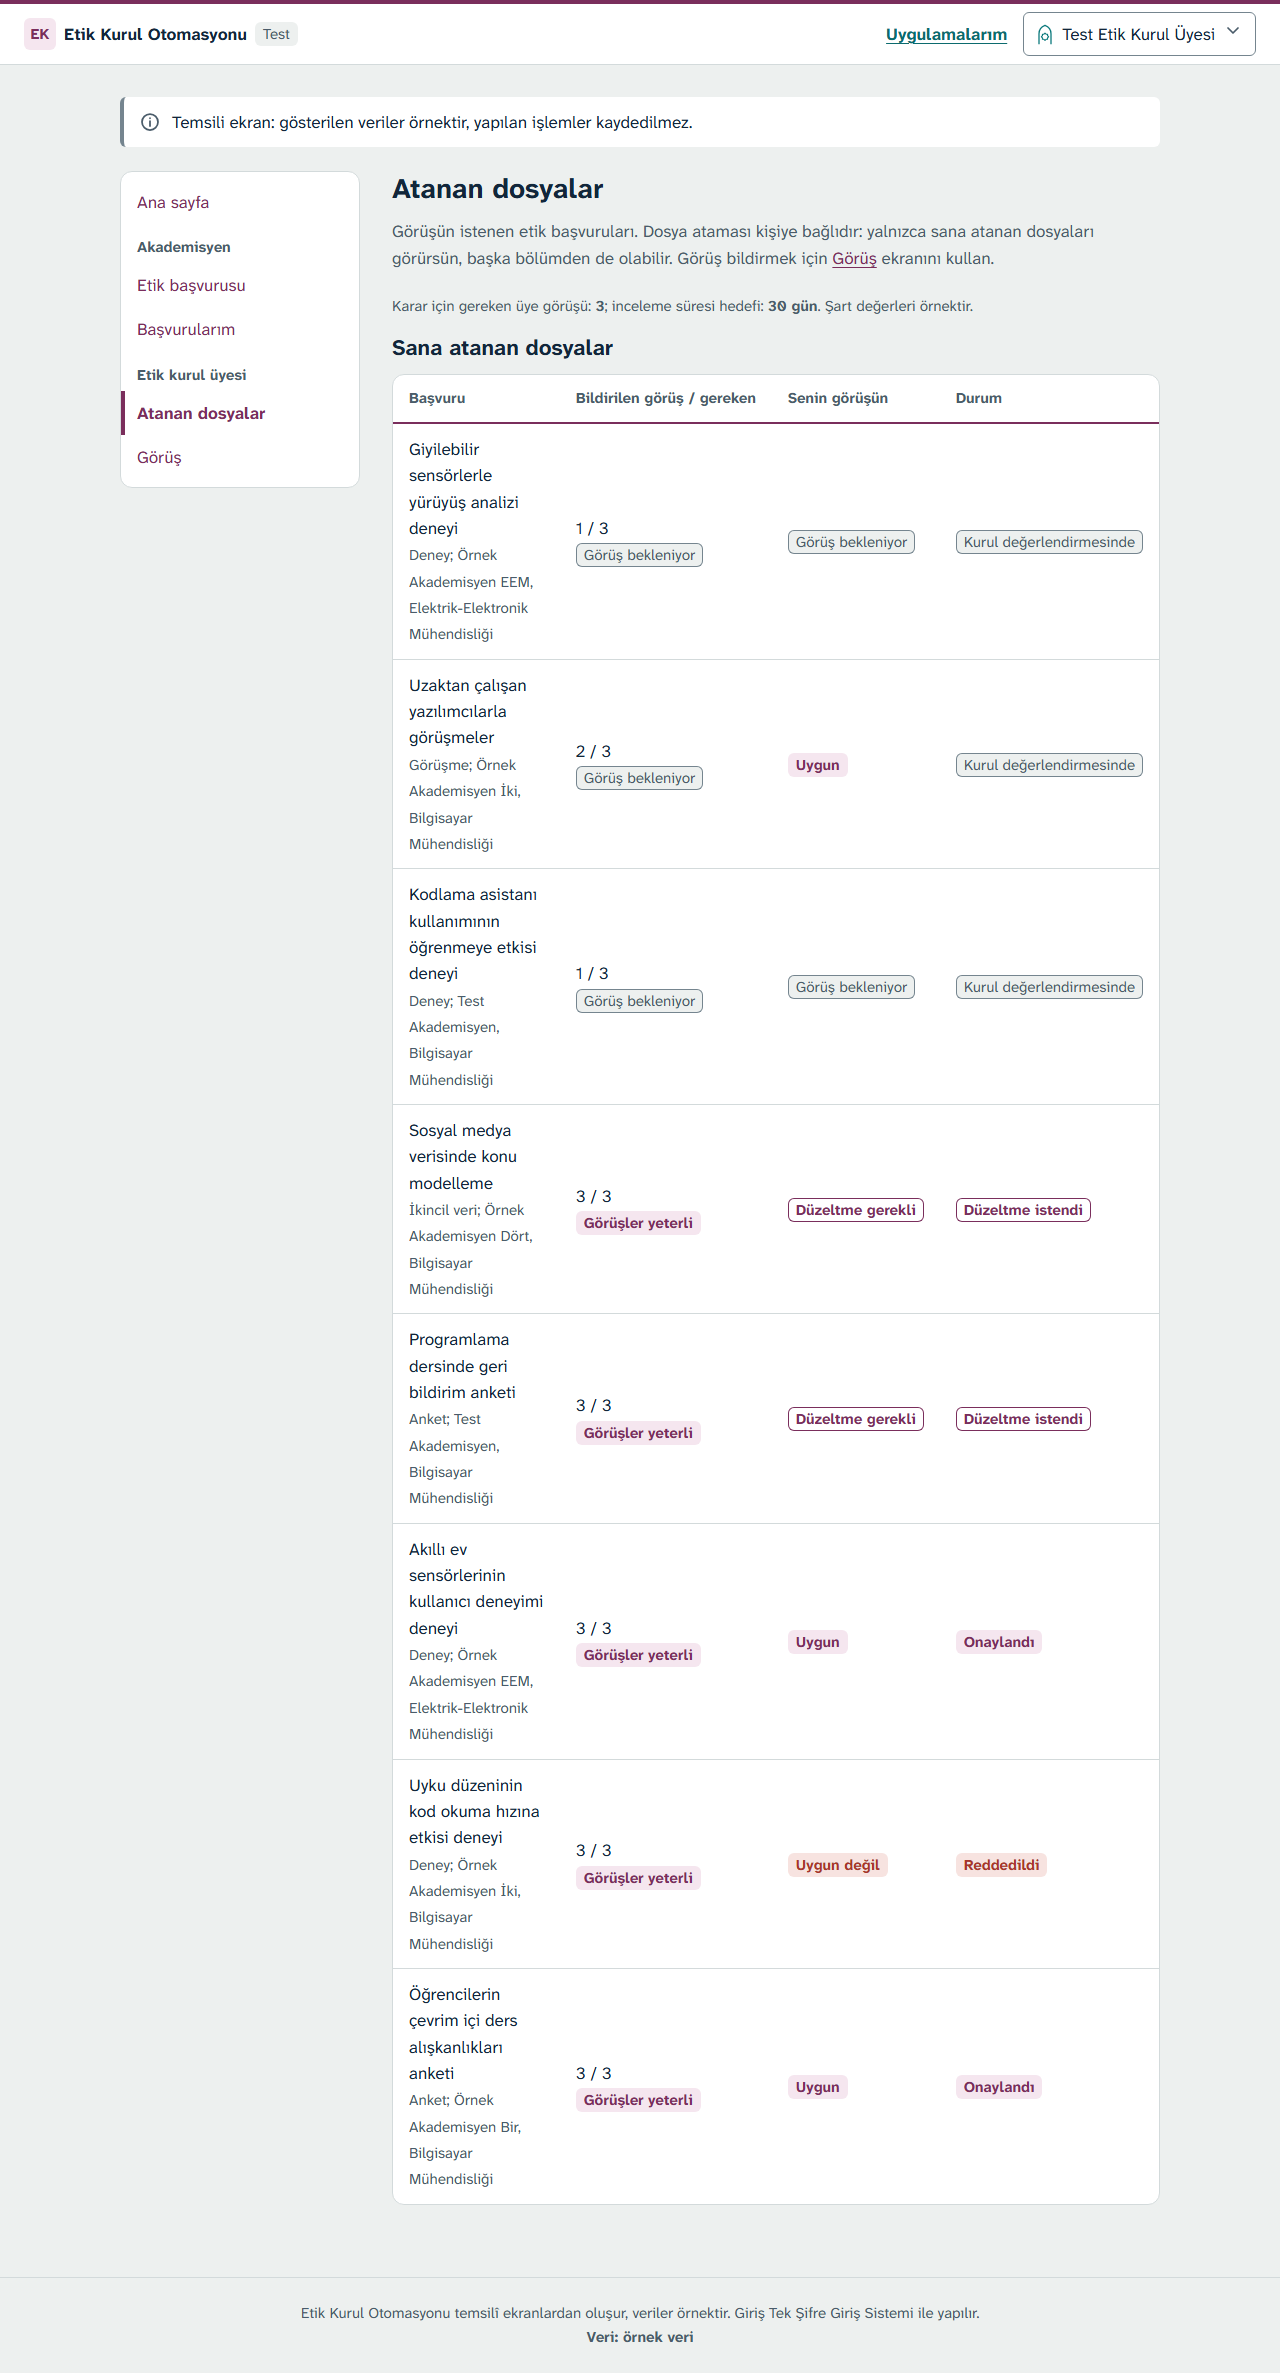 EK Etik Kurul Otomasyonu Test
Uygulamalarım
Test Etik Kurul Üyesi
Temsili ekran: gösterilen veriler örnektir, yapılan işlemler kaydedilmez.
Ana sayfa
Akademisyen
Etik başvurusu
Başvurularım
Etik kurul üyesi
Atanan dosyalar
Görüş
Atanan dosyalar
Görüşün istenen etik başvuruları. Dosya ataması kişiye bağlıdır: yalnızca sana atanan dosyaları
görürsün, başka bölümden de olabilir. Görüş bildirmek için Görüş ekranını kullan.
Karar için gereken üye görüşü: 3; inceleme süresi hedefi: 30 gün. Şart değerleri örnektir.
Sana atanan dosyalar
Başvuru Bildirilen görüş / gereken Senin görüşün Durum
Giyilebilir
sensörlerle
yürüyüş analizi
deneyi
Deney; Örnek
Akademisyen EEM,
Elektrik-Elektronik
Mühendisliği
1 / 3
Görüş bekleniyor
Görüş bekleniyor
Kurul değerlendirmesinde
Uzaktan çalışan
yazılımcılarla
görüşmeler
Görüşme; Örnek
Akademisyen İki,
Bilgisayar
Mühendisliği
2 / 3
Görüş bekleniyor
Uygun
Kurul değerlendirmesinde
Kodlama asistanı
kullanımının
öğrenmeye etkisi
deneyi
Deney; Test
Akademisyen,
Bilgisayar
Mühendisliği
1 / 3
Görüş bekleniyor
Görüş bekleniyor
Kurul değerlendirmesinde
Sosyal medya
verisinde konu
modelleme
İkincil veri; Örnek
Akademisyen Dört,
Bilgisayar
Mühendisliği
3 / 3
Görüşler yeterli
Düzeltme gerekli
Düzeltme istendi
Programlama
dersinde geri
bildirim anketi
Anket; Test
Akademisyen,
Bilgisayar
Mühendisliği
3 / 3
Görüşler yeterli
Düzeltme gerekli
Düzeltme istendi
Akıllı ev
sensörlerinin
kullanıcı deneyimi
deneyi
Deney; Örnek
Akademisyen EEM,
Elektrik-Elektronik
Mühendisliği
3 / 3
Görüşler yeterli
Uygun
Onaylandı
Uyku düzeninin
kod okuma hızına
etkisi deneyi
Deney; Örnek
Akademisyen İki,
Bilgisayar
Mühendisliği
3 / 3
Görüşler yeterli
Uygun değil
Reddedildi
Öğrencilerin
çevrim içi ders
alışkanlıkları
anketi
Anket; Örnek
Akademisyen Bir,
Bilgisayar
Mühendisliği
3 / 3
Görüşler yeterli
Uygun
Onaylandı
Etik Kurul Otomasyonu temsilî ekranlardan oluşur, veriler örnektir. Giriş Tek Şifre Giriş Sistemi ile yapılır.
Veri: örnek veri